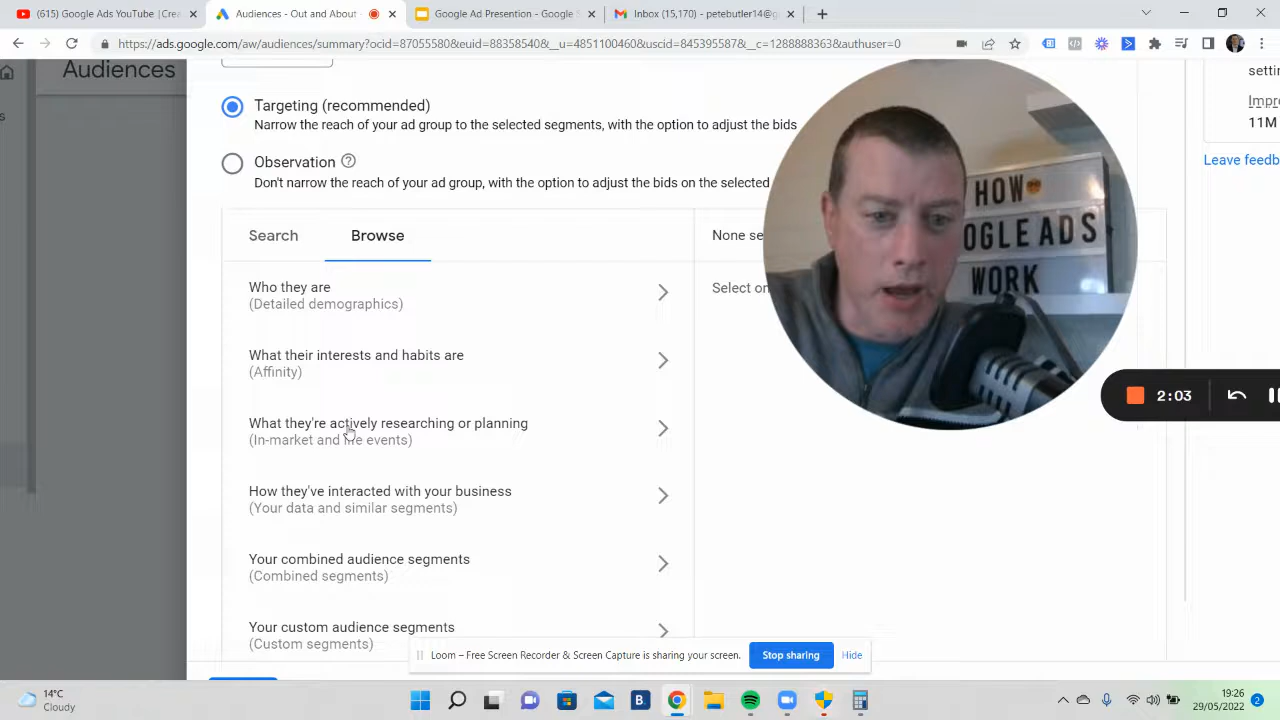 (615) Google Ads YouTube |Crea
Audiences - Out and About -
Google Ad Presention - Google S
Inbox (15,170) - petebutler14@g
https://ads.google.com/aw/audiences/summary?ocid=87055580&euid=88358540&__u=4851100460&uscid=845395587&__c=1288888363&authuser=0
Audiences
Targeting (recommended)
Narrow the reach of your ad group to the selected segments, with the option to adjust the bids
Observation
Don't narrow the reach of your ad group, with the option to adjust the bids on the selected
Search
Browse
None se
Select on
Who they are
(Detailed demographics)
What their interests and habits are
(Affinity)
What they're actively researching or planning
(In-market and life events)
How they've interacted with your business
(Your data and similar segments)
Your combined audience segments
(Combined segments)
Your custom audience segments
(Custom segments)
HOW
OGLE ADS
WORK
settin
Impre
11M
Leave feedb
2:03
Loom – Free Screen Recorder & Screen Capture is sharing your screen.
Stop sharing
Hide
14°C
Cloudy
19:26
29/05/2022
2